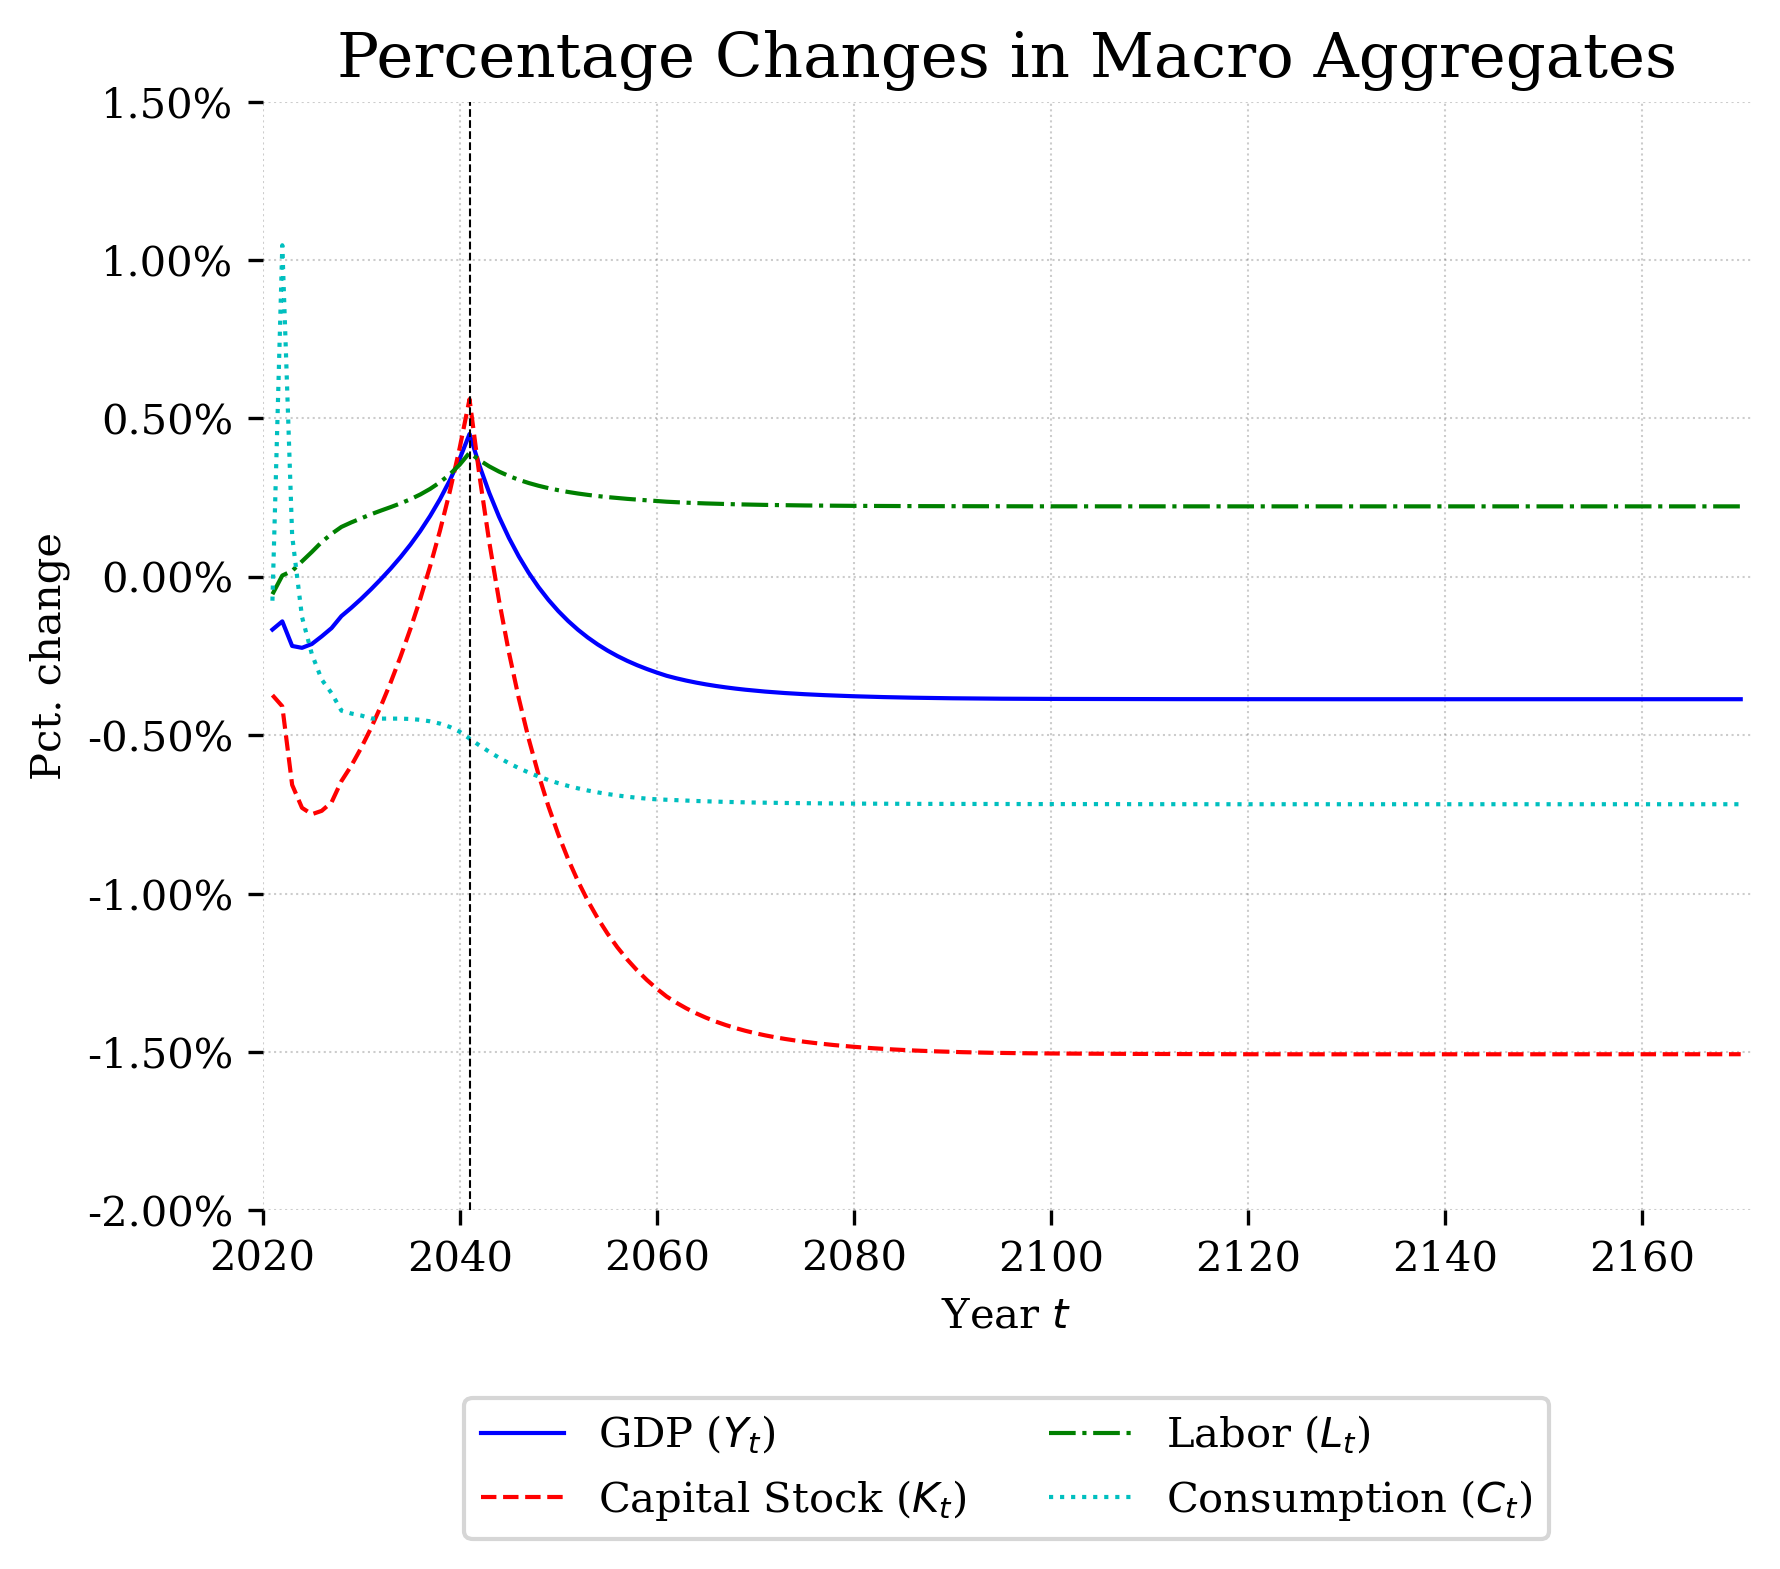 Percentage Changes in Macro Aggregates
1.50%
1.00%
0.50%
0.00%
-0.50%
-1.00%
-1.50%
-2.00%
Pct. change
2020 2040 2060 2080 2100 2120 2140 2160
Year t
GDP (Yₜ) Labor (Lₜ)
Capital Stock (Kₜ) Consumption (Cₜ)